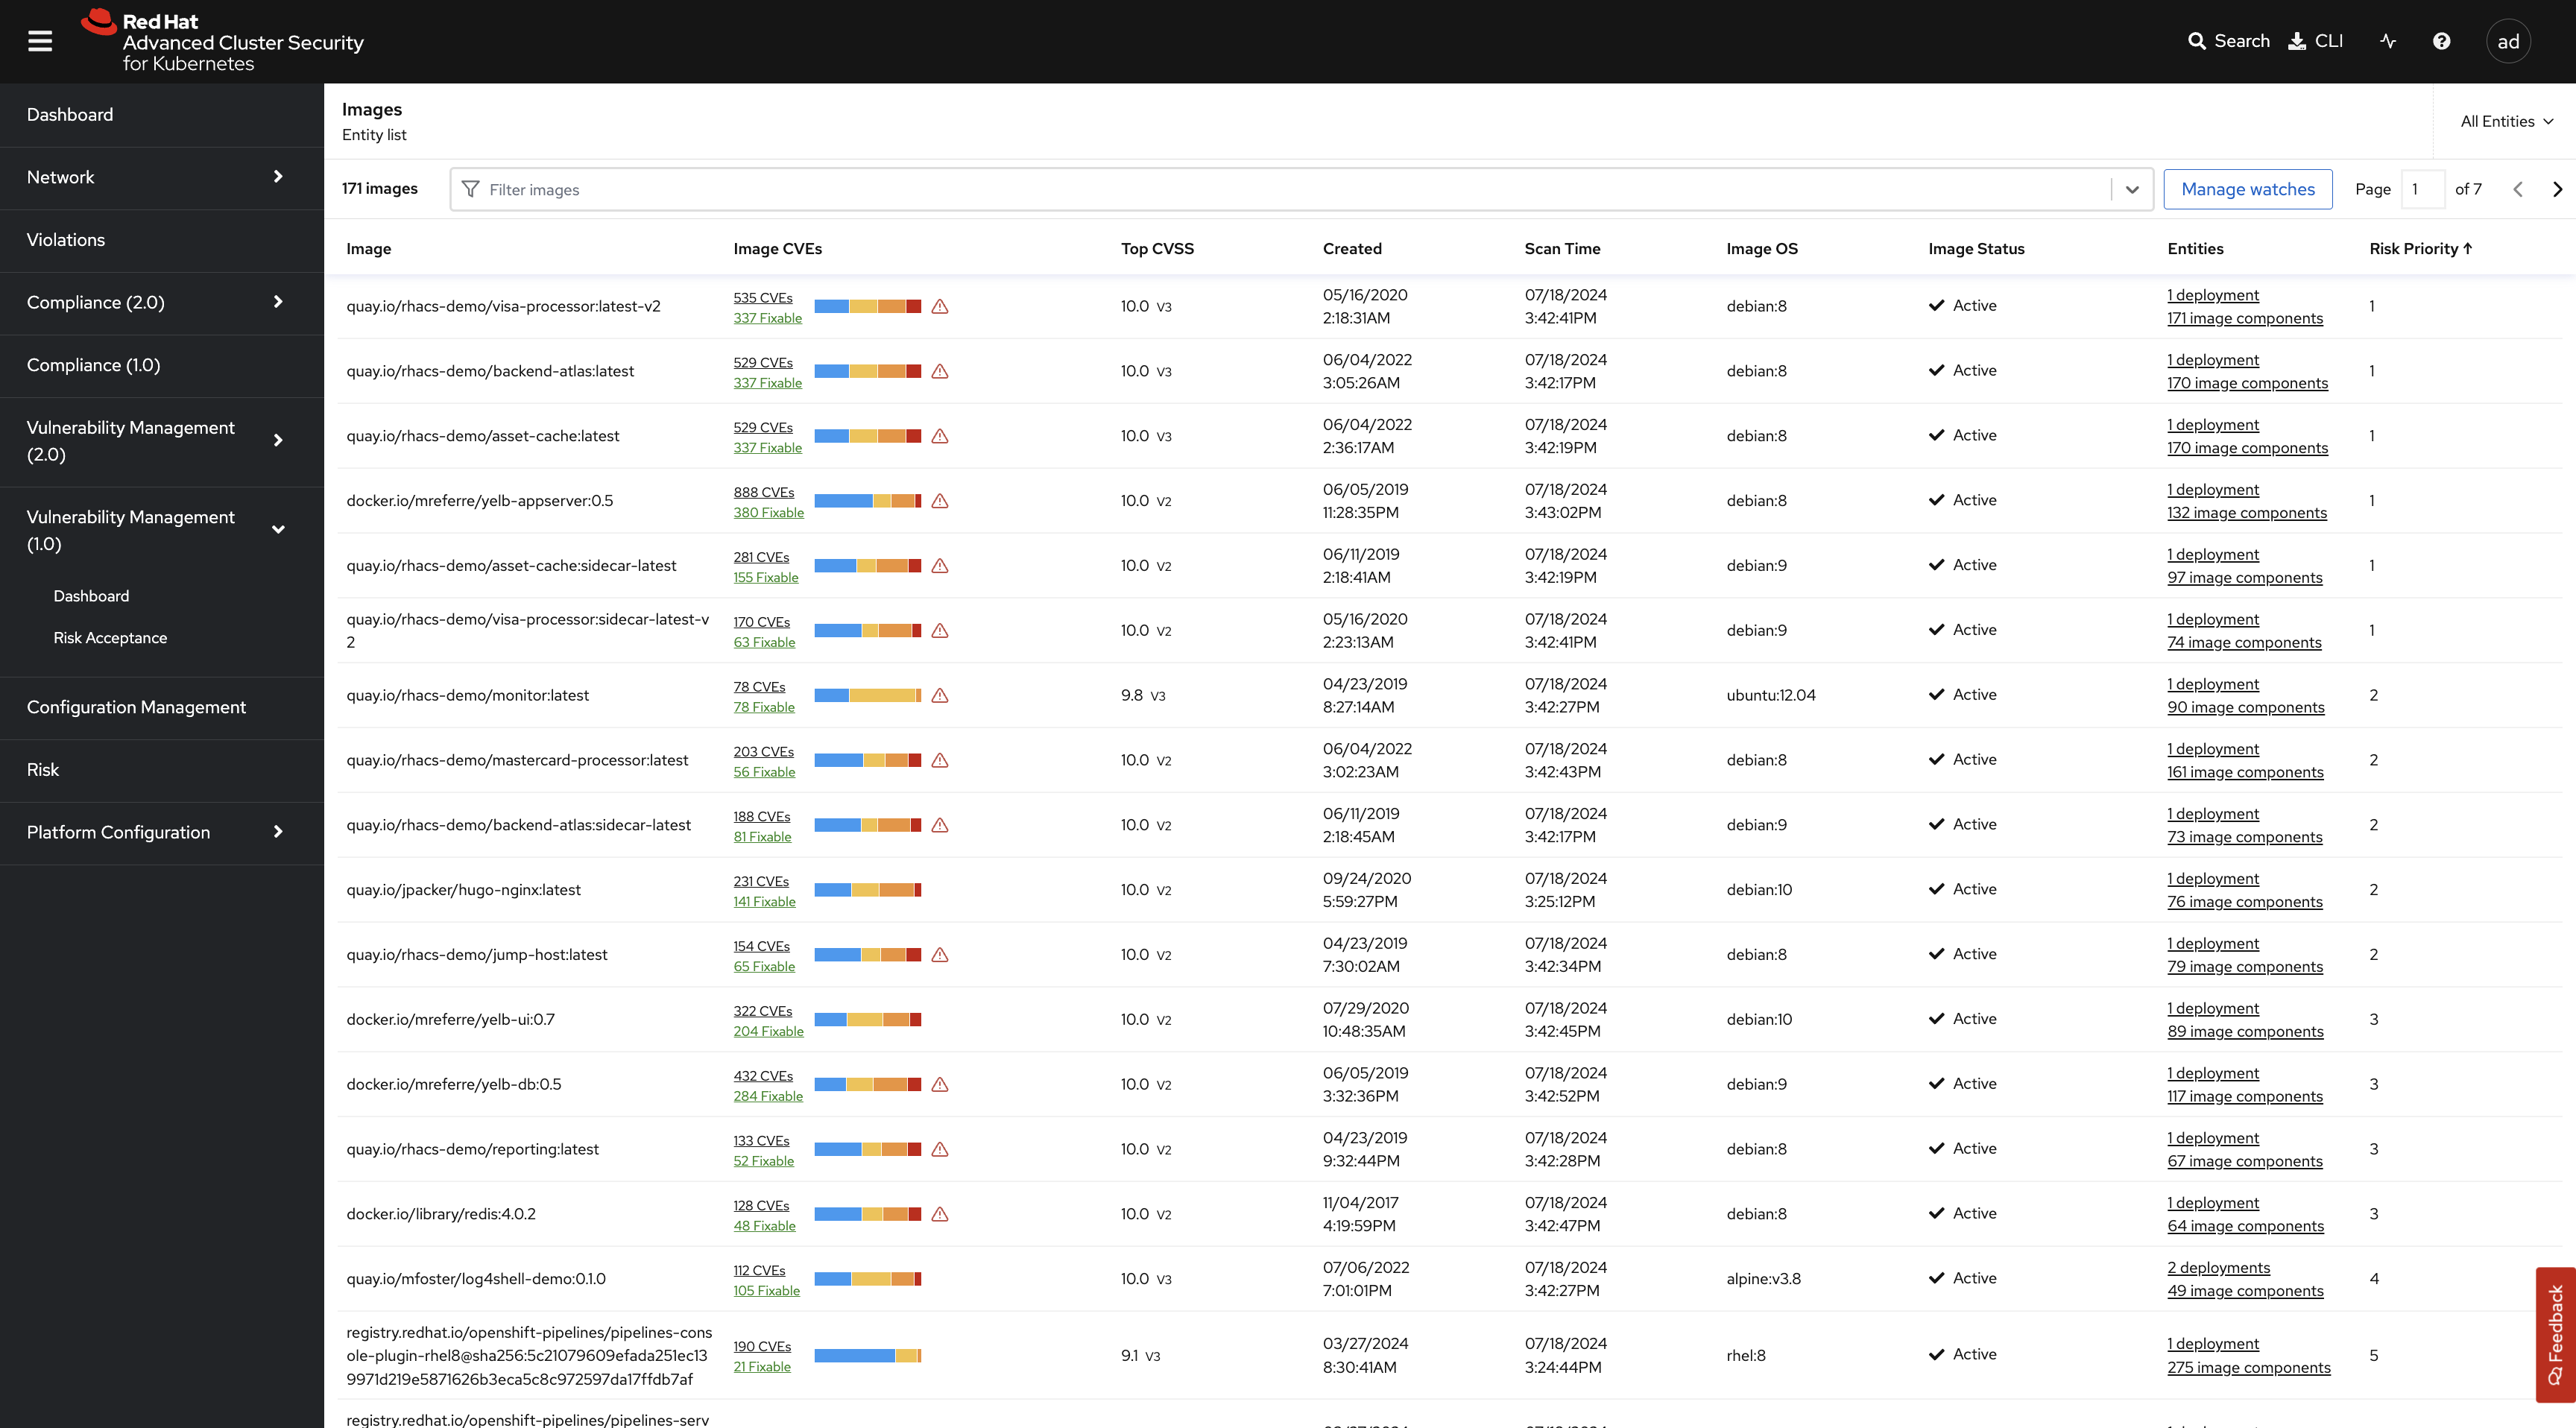 Red Hat
Advanced Cluster Security
for Kubernetes
Search
CLI
ad
Dashboard
Network
Violations
Compliance (2.0)
Compliance (1.0)
Vulnerability Management
(2.0)
Vulnerability Management
(1.0)
Dashboard
Risk Acceptance
Configuration Management
Risk
Platform Configuration
Images
Entity list
All Entities
171 images
Filter images
Manage watches
Page 1 of 7
Image Image CVEs Top CVSS Created Scan Time Image OS Image Status Entities Risk Priority
quay.io/rhacs-demo/visa-processor:latest-v2
535 CVEs
337 Fixable
10.0 V3
05/16/2020
2:18:31AM
07/18/2024
3:42:41PM
debian:8
Active
1 deployment
171 image components
1
quay.io/rhacs-demo/backend-atlas:latest
529 CVEs
337 Fixable
10.0 V3
06/04/2022
3:05:26AM
07/18/2024
3:42:17PM
debian:8
Active
1 deployment
170 image components
1
quay.io/rhacs-demo/asset-cache:latest
529 CVEs
337 Fixable
10.0 V3
06/04/2022
2:36:17AM
07/18/2024
3:42:19PM
debian:8
Active
1 deployment
170 image components
1
docker.io/mreferre/yelb-appserver:0.5
888 CVEs
380 Fixable
10.0 V2
06/05/2019
11:28:35PM
07/18/2024
3:43:02PM
debian:8
Active
1 deployment
132 image components
1
quay.io/rhacs-demo/asset-cache:sidecar-latest
281 CVEs
155 Fixable
10.0 V2
06/11/2019
2:18:41AM
07/18/2024
3:42:19PM
debian:9
Active
1 deployment
97 image components
1
quay.io/rhacs-demo/visa-processor:sidecar-latest-v
2
170 CVEs
63 Fixable
10.0 V2
05/16/2020
2:23:13AM
07/18/2024
3:42:41PM
debian:9
Active
1 deployment
74 image components
1
quay.io/rhacs-demo/monitor:latest
78 CVEs
78 Fixable
9.8 V3
04/23/2019
8:27:14AM
07/18/2024
3:42:27PM
ubuntu:12.04
Active
1 deployment
90 image components
2
quay.io/rhacs-demo/mastercard-processor:latest
203 CVEs
56 Fixable
10.0 V2
06/04/2022
3:02:23AM
07/18/2024
3:42:43PM
debian:8
Active
1 deployment
161 image components
2
quay.io/rhacs-demo/backend-atlas:sidecar-latest
188 CVEs
81 Fixable
10.0 V2
06/11/2019
2:18:45AM
07/18/2024
3:42:17PM
debian:9
Active
1 deployment
73 image components
2
quay.io/jpacker/hugo-nginx:latest
231 CVEs
141 Fixable
10.0 V2
09/24/2020
5:59:27PM
07/18/2024
3:25:12PM
debian:10
Active
1 deployment
76 image components
2
quay.io/rhacs-demo/jump-host:latest
154 CVEs
65 Fixable
10.0 V2
04/23/2019
7:30:02AM
07/18/2024
3:42:34PM
debian:8
Active
1 deployment
79 image components
2
docker.io/mreferre/yelb-ui:0.7
322 CVEs
204 Fixable
10.0 V2
07/29/2020
10:48:35AM
07/18/2024
3:42:45PM
debian:10
Active
1 deployment
89 image components
3
docker.io/mreferre/yelb-db:0.5
432 CVEs
284 Fixable
10.0 V2
06/05/2019
3:32:36PM
07/18/2024
3:42:52PM
debian:9
Active
1 deployment
117 image components
3
quay.io/rhacs-demo/reporting:latest
133 CVEs
52 Fixable
10.0 V2
04/23/2019
9:32:44PM
07/18/2024
3:42:28PM
debian:8
Active
1 deployment
67 image components
3
docker.io/library/redis:4.0.2
128 CVEs
48 Fixable
10.0 V2
11/04/2017
4:19:59PM
07/18/2024
3:42:47PM
debian:8
Active
1 deployment
64 image components
3
quay.io/mfoster/log4shell-demo:0.1.0
112 CVEs
105 Fixable
10.0 V3
07/06/2022
7:01:01PM
07/18/2024
3:42:27PM
alpine:v3.8
Active
2 deployments
49 image components
4
registry.redhat.io/openshift-pipelines/pipelines-cons
ole-plugin-rhel8@sha256:5c21079609efada251ec13
9971d219e5871626b3eca5c8c972597da17ffdb7af
190 CVEs
21 Fixable
9.1 V3
03/27/2024
8:30:41AM
07/18/2024
3:24:44PM
rhel:8
Active
1 deployment
275 image components
5
registry.redhat.io/openshift-pipelines/pipelines-serv
Feedback